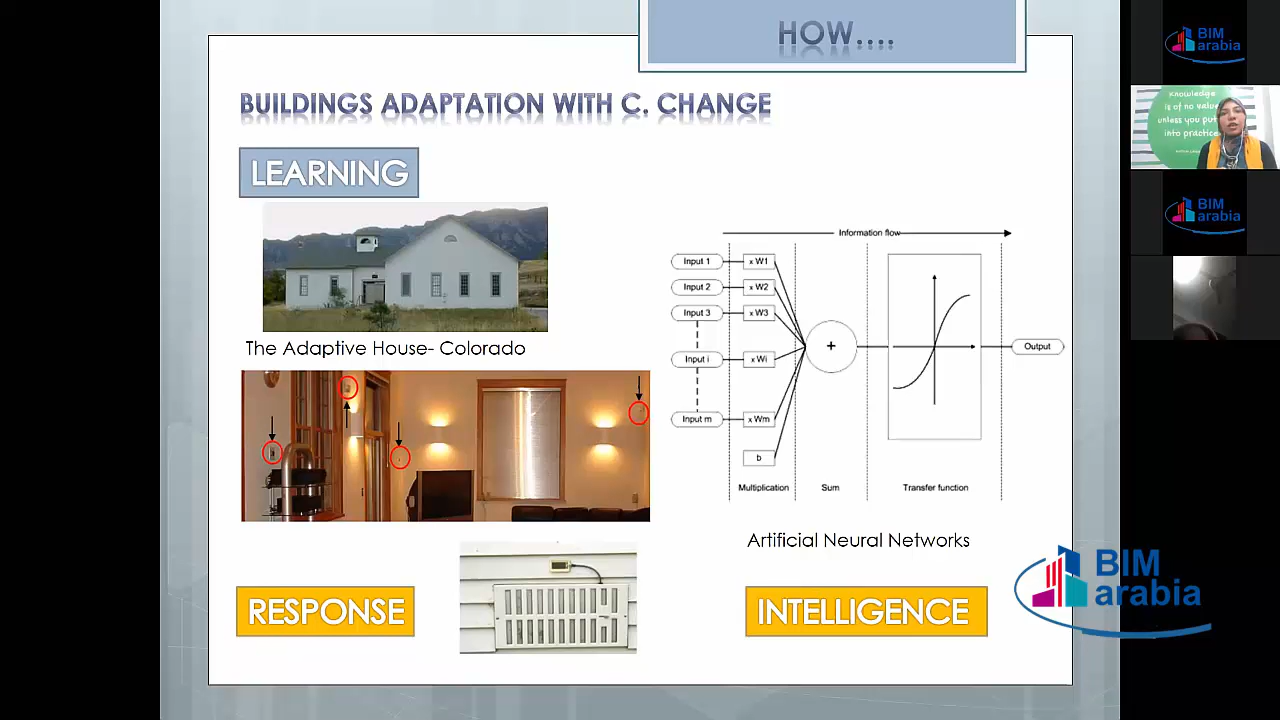 HOW....
BUILDINGS ADAPTATION WITH C. CHANGE
LEARNING
The Adaptive House- Colorado
RESPONSE
Information flow
Input 1
x W1
Input 2
x W2
Input 3
x W3
Input i
x Wi
Input m
x Wm
b
+
Output
Multiplication
Sum
Transfer function
Artificial Neural Networks
INTELLIGENCE
BIM
arabia
BIM
arabia
Knowledge
is of no value
unless you put
into practice
BIM
arabia